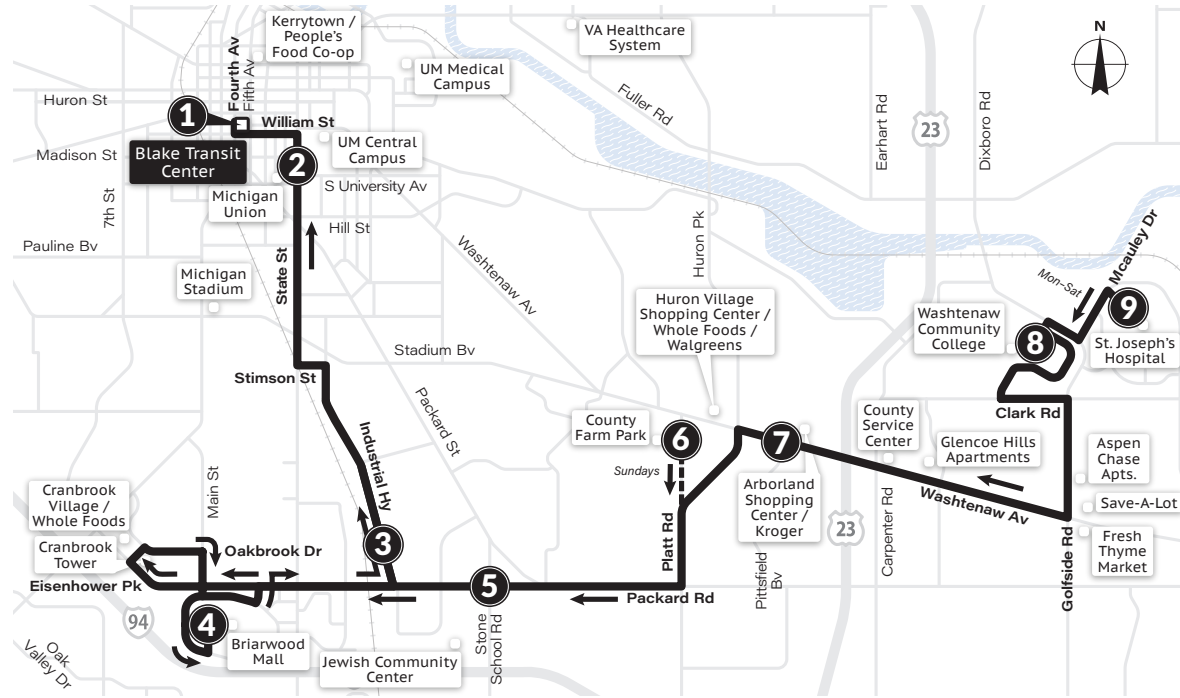 Kerrytown /
People's
Food Co-op
VA Healthcare
System
N
UM Medical
Campus
Fourth Av
Fifth Av
Huron St
1
William St
Fuller Rd
23
Earhart Rd
Dixboro Rd
Madison St
Blake Transit
Center
2
UM Central
Campus
S University Av
7th St
Michigan
Union
Hill St
Pauline Bv
Washtenaw Av
Huron Pk
Mcauley Dr
Mon-Sat
Michigan
Stadium
State St
Huron Village
Shopping Center /
Whole Foods /
Walgreens
Washtenaw
Community
College
8
9
St. Joseph's
Hospital
Stadium Bv
Stimson St
Packard St
Clark Rd
County
Farm Park
6
Sundays
7
County
Service
Center
Glencoe Hills
Apartments
Aspen
Chase
Apts.
Industrial Hy
Main St
Cranbrook
Village /
Whole Foods
Arborland
Shopping
Center /
Kroger
Washtenaw Av
Save-A-Lot
Carpenter Rd
23
Fresh
Thyme
Market
Cranbrook
Tower
Oakbrook Dr
3
Platt Rd
Golfside Rd
Eisenhower Pk
5
Packard Rd
Pittsfield
Bv
94
4
Briarwood
Mall
Jewish Community
Center
Stone
School Rd
Oak
Valley Dr